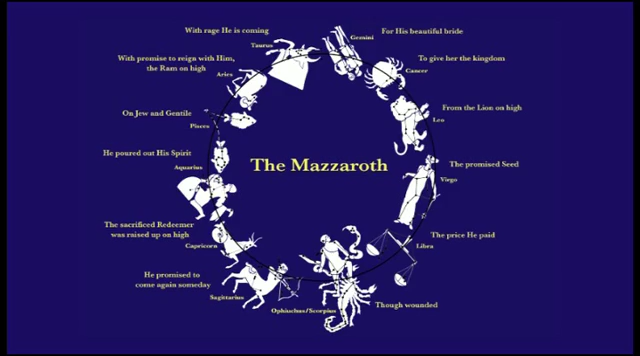 With rage He is coming
Taurus
Gemini
For His beautiful bride
With promise to reign with Him,
the Ram on high
Aries
To give her the kingdom
Cancer
On Jew and Gentile
Pisces
From the Lion on high
Leo
He poured out His Spirit
Aquarius
The Mazzaroth
The promised Seed
Virgo
The sacrificed Redeemer
was raised up on high
Capricorn
The price He paid
Libra
He promised to
come again someday
Sagittarius
Ophiuchus/Scorpius
Though wounded